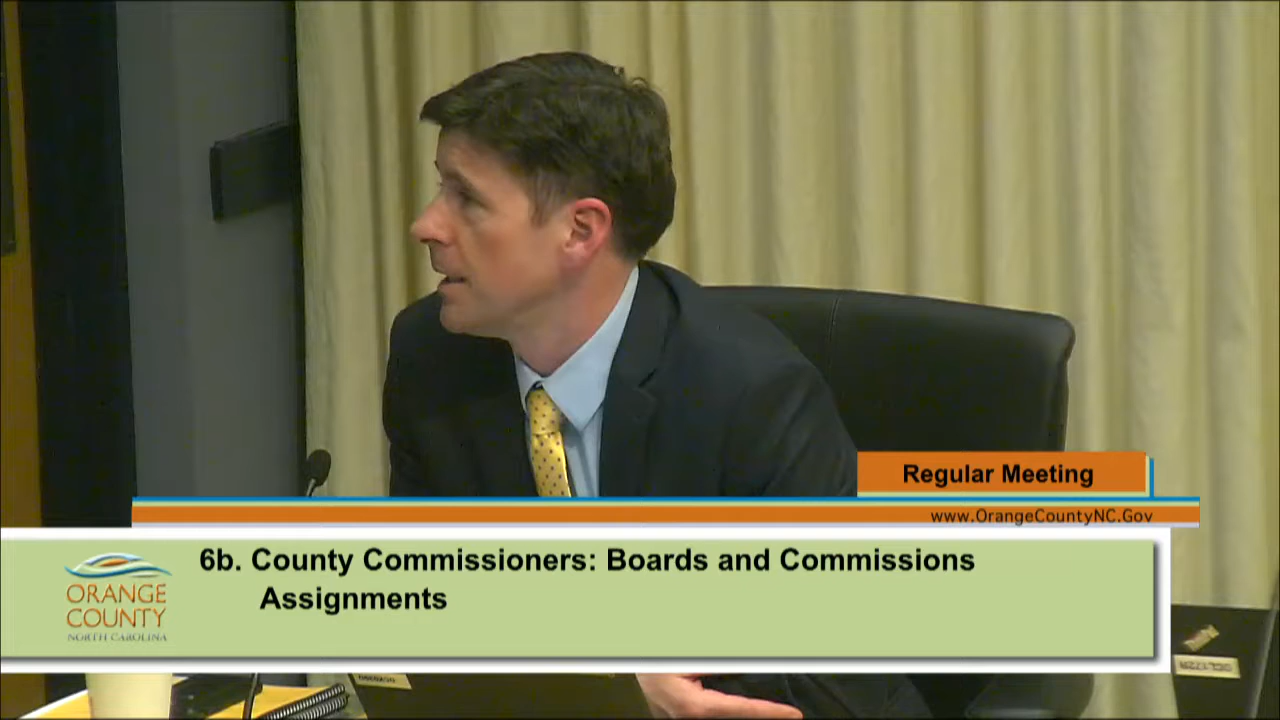 Regular Meeting
www.OrangeCountyNC.Gov
6b. County Commissioners: Boards and Commissions
Assignments
ORANGE
COUNTY
NORTH CAROLINA